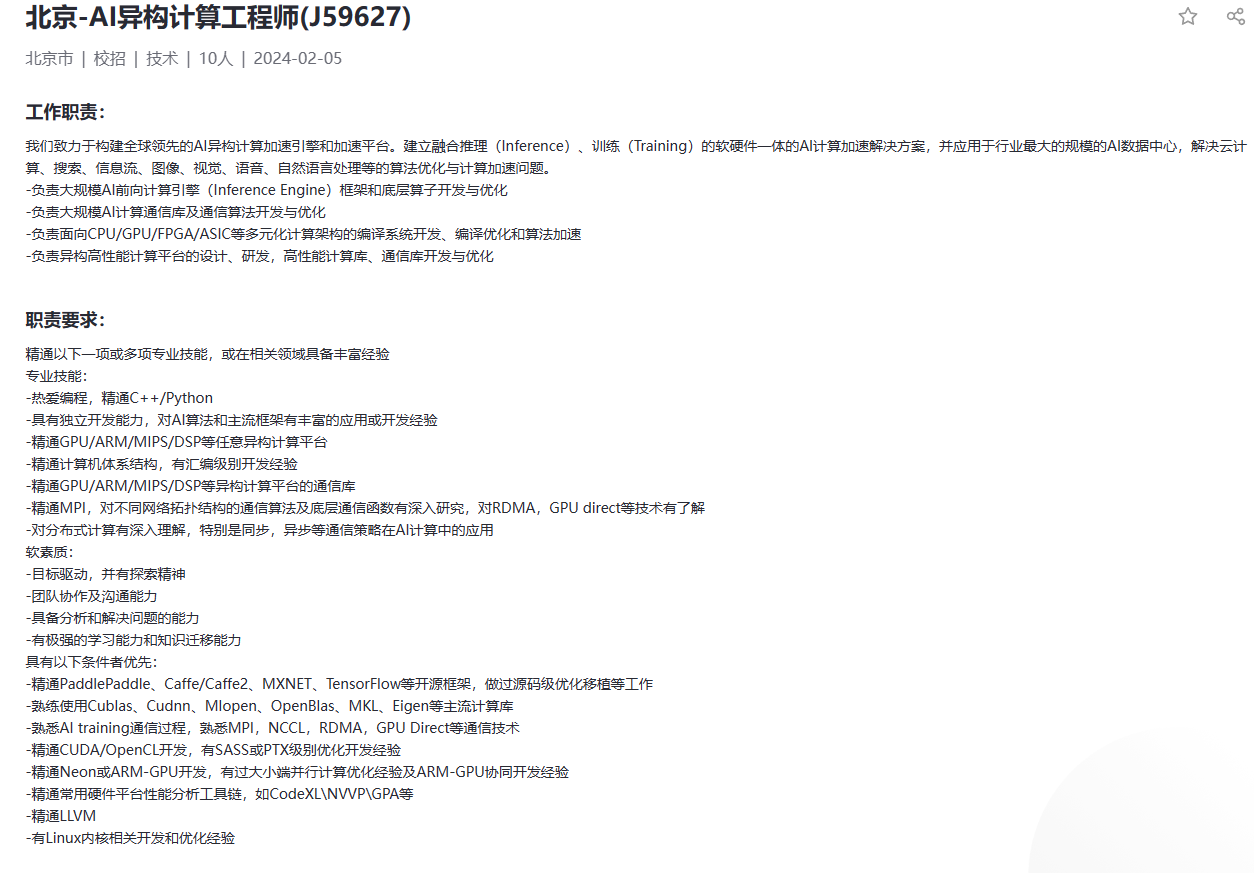 北京-AI异构计算工程师(J59627)
北京市 | 校招 | 技术 | 10人 | 2024-02-05
工作职责：
我们致力于构建全球领先的AI异构计算加速引擎和加速平台。建立融合推理（Inference）、训练（Training）的软硬件一体的AI计算加速解决方案，并应用于行业最大的规模的AI数据中心，解决云计
算、搜索、信息流、图像、视觉、语音、自然语言处理等的算法优化与计算加速问题。
-负责大规模AI前向计算引擎（Inference Engine）框架和底层算子开发与优化
-负责大规模AI计算通信库及通信算法开发与优化
-负责面向CPU/GPU/FPGA/ASIC等多元化计算架构的编译系统开发、编译优化和算法加速
-负责异构高性能计算平台的设计、研发，高性能计算库、通信库开发与优化
职责要求：
精通以下一项或多项专业技能，或在相关领域具备丰富经验
专业技能：
-热爱编程，精通C++/Python
-具有独立开发能力，对AI算法和主流框架有丰富的应用或开发经验
-精通GPU/ARM/MIPS/DSP等任意异构计算平台
-精通计算机体系结构，有汇编级别开发经验
-精通GPU/ARM/MIPS/DSP等异构计算平台的通信库
-精通MPI，对不同网络拓扑结构的通信算法及底层通信函数有深入研究，对RDMA，GPU direct等技术有了解
-对分布式计算有深入理解，特别是同步，异步等通信策略在AI计算中的应用
软素质：
-目标驱动，并有探索精神
-团队协作及沟通能力
-具备分析和解决问题的能力
-有极强的学习能力和知识迁移能力
具有以下条件者优先：
-精通PaddlePaddle、Caffe/Caffe2、MXNET、TensorFlow等开源框架，做过源码级优化移植等工作
-熟练使用Cublas、Cudnn、MIopen、OpenBlas、MKL、Eigen等主流计算库
-熟悉AI training通信过程，熟悉MPI，NCCL，RDMA，GPU Direct等通信技术
-精通CUDA/OpenCL开发，有SASS或PTX级别优化开发经验
-精通Neon或ARM-GPU开发，有过大小端并行计算优化经验及ARM-GPU协同开发经验
-精通常用硬件平台性能分析工具链，如CodeXL\NVVP\GPA等
-精通LLVM
-有Linux内核相关开发和优化经验